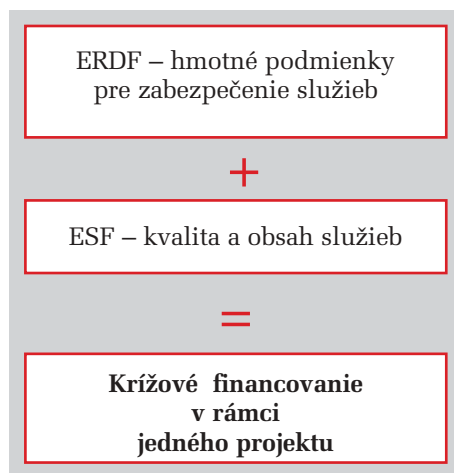 ERDF – hmotné podmienky
pre zabezpečenie služieb
+
ESF – kvalita a obsah služieb
=
Krížové financovanie
v rámci
jedného projektu